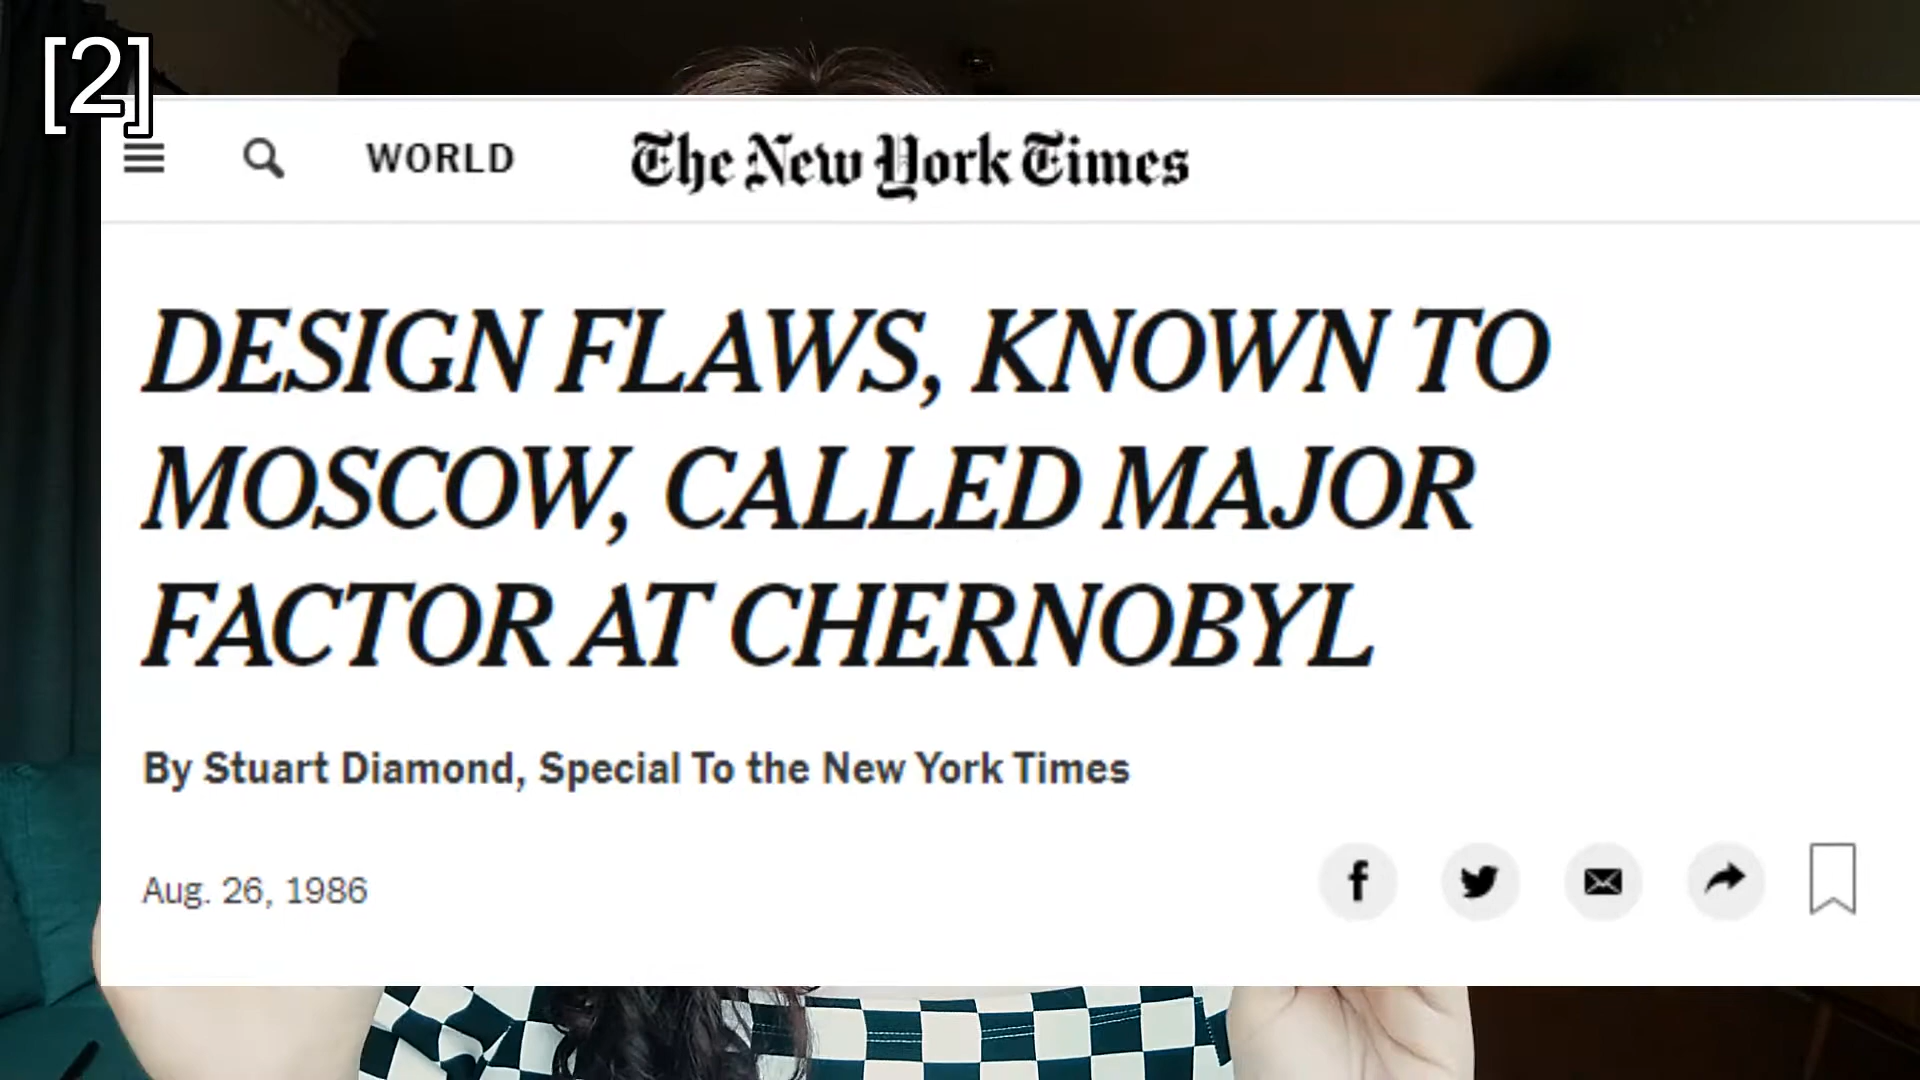 [2]
WORLD
The New York Times
DESIGN FLAWS, KNOWN TO
MOSCOW, CALLED MAJOR
FACTOR AT CHERNOBYL
By Stuart Diamond, Special To the New York Times
Aug. 26, 1986